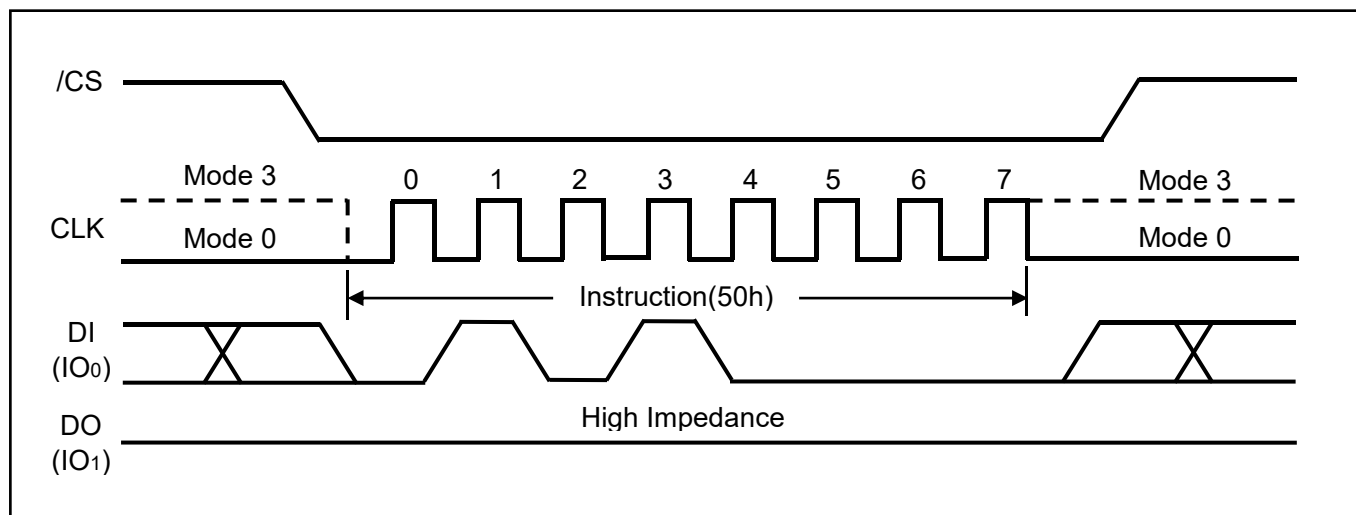 /CS
Mode 3 0 1 2 3 4 5 6 7 Mode 3
CLK
Mode 0 Mode 0
Instruction(50h)
DI
(IO0)
High Impedance
DO
(IO1)